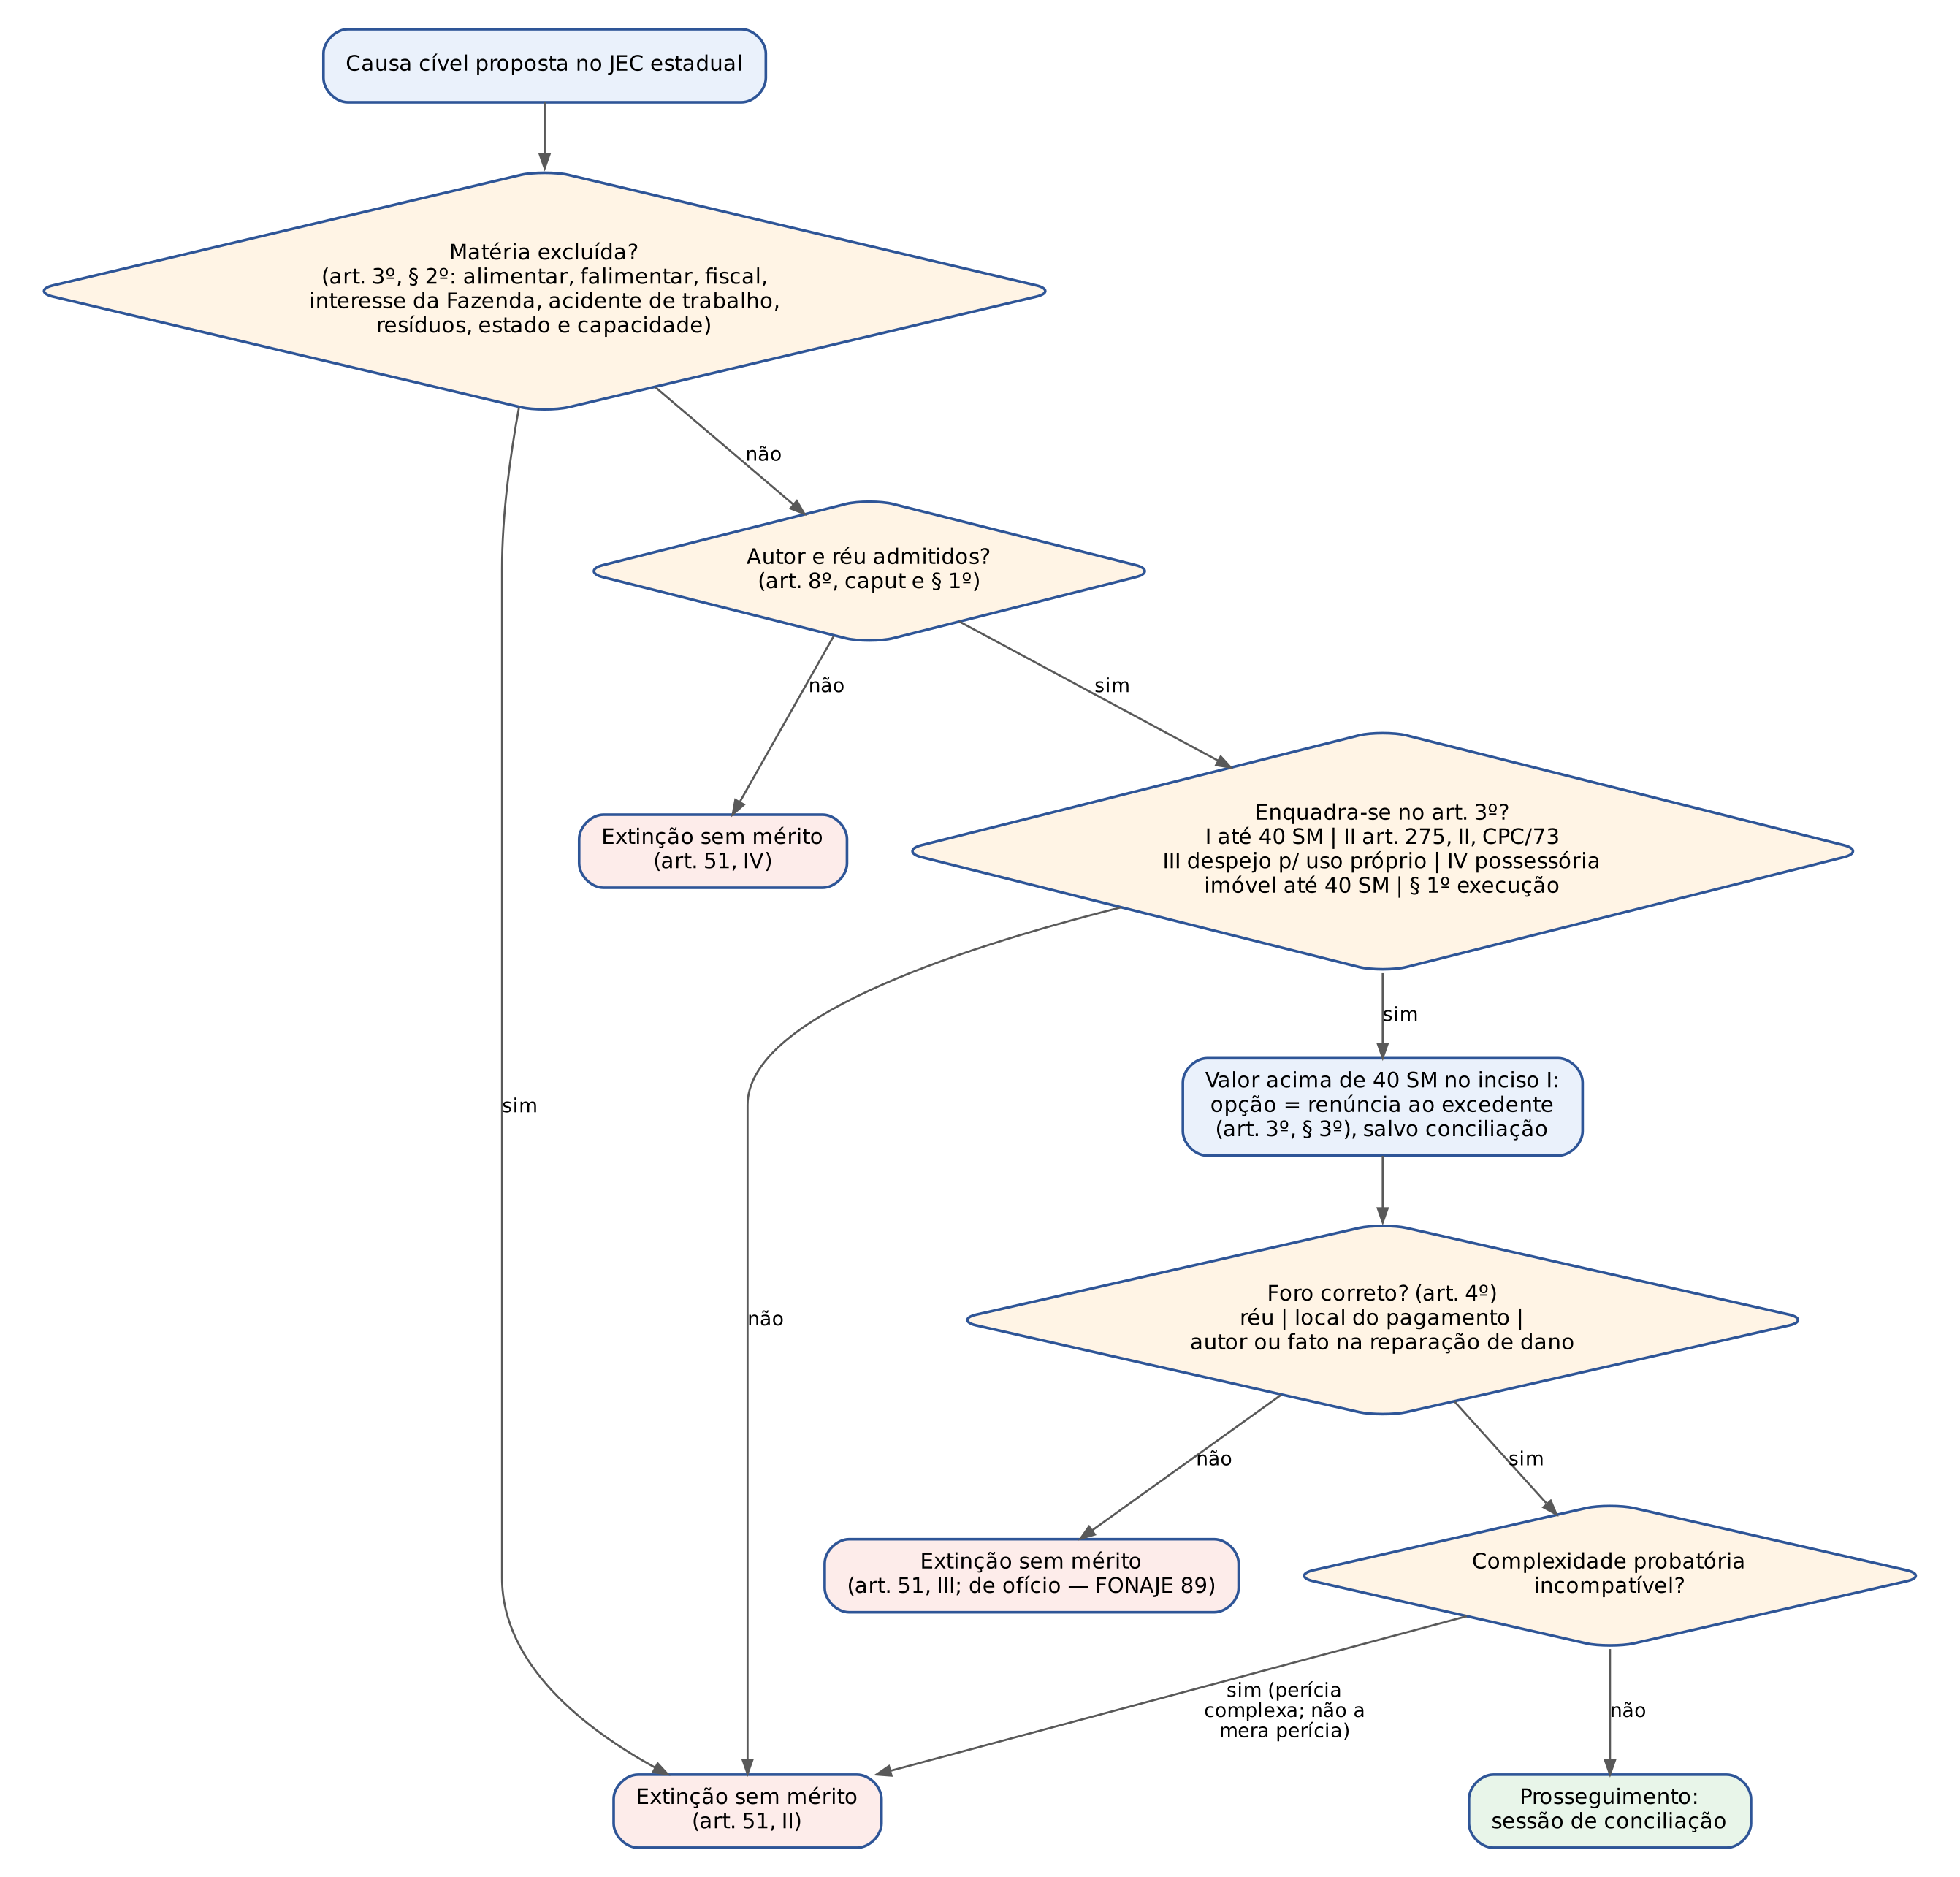 Causa cível proposta no JEC estadual
Matéria excluída?
(art. 3º, § 2º: alimentar, falimentar, fiscal,
interesse da Fazenda, acidente de trabalho,
resíduos, estado e capacidade)
não
Autor e réu admitidos?
(art. 8º, caput e § 1º)
não
sim
Extinção sem mérito
(art. 51, IV)
Enquadra-se no art. 3º?
I até 40 SM | II art. 275, II, CPC/73
III despejo p/ uso próprio | IV possessória
imóvel até 40 SM | § 1º execução
sim
Valor acima de 40 SM no inciso I:
opção = renúncia ao excedente
(art. 3º, § 3º), salvo conciliação
sim
não
Foro correto? (art. 4º)
réu | local do pagamento |
autor ou fato na reparação de dano
não
sim
Extinção sem mérito
(art. 51, III; de ofício — FONAJE 89)
Complexidade probatória
incompatível?
sim (perícia
complexa; não a
mera perícia)
não
Extinção sem mérito
(art. 51, II)
Prosseguimento:
sessão de conciliação